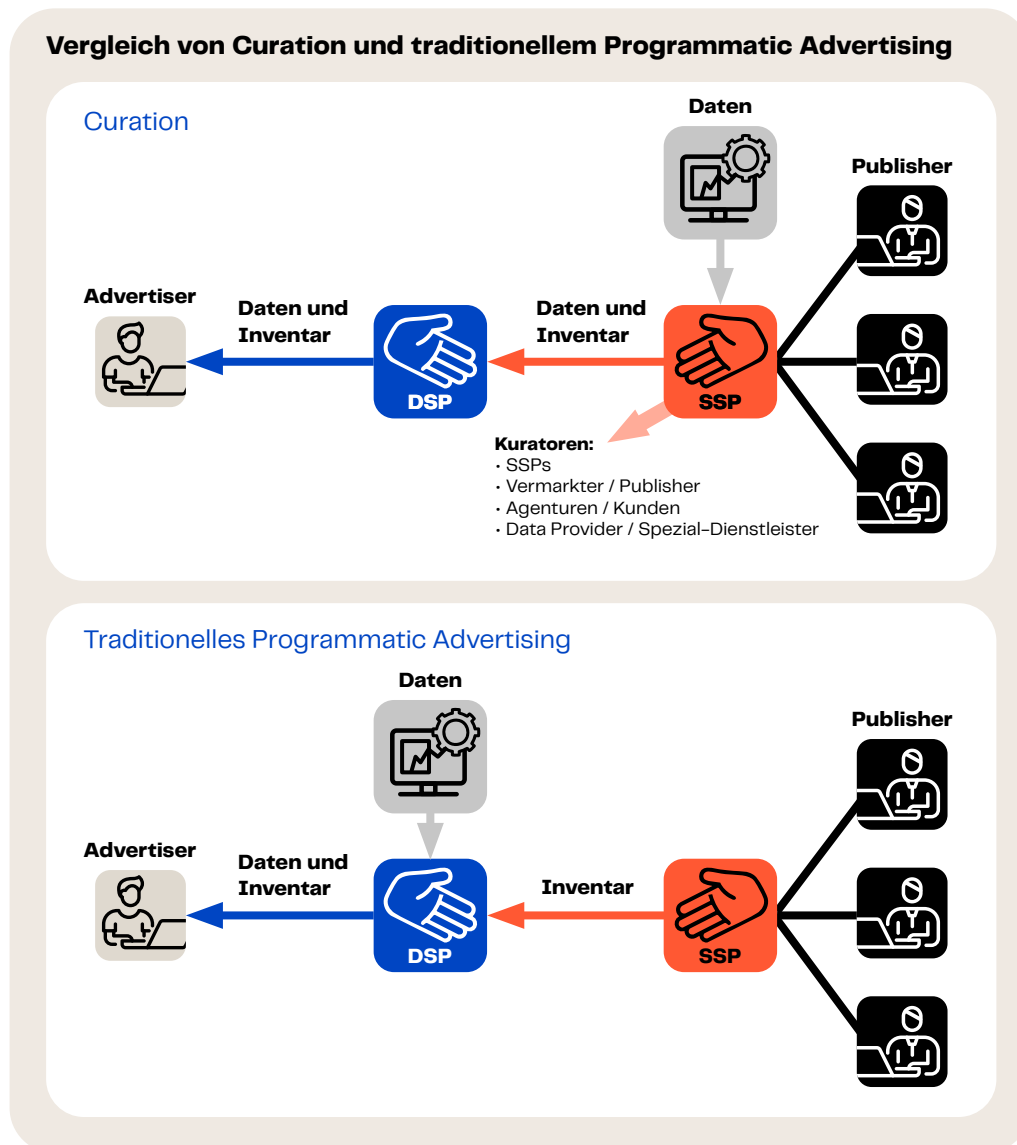 Vergleich von Curation und traditionellem Programmatic Advertising
Curation
Daten
Publisher
Advertiser
Daten und
Inventar
Daten und
Inventar
DSP
SSP
Kuratoren:
• SSPs
• Vermarkter / Publisher
• Agenturen / Kunden
• Data Provider / Spezial-Dienstleister
Traditionelles Programmatic Advertising
Daten
Publisher
Advertiser
Daten und
Inventar
Inventar
DSP
SSP